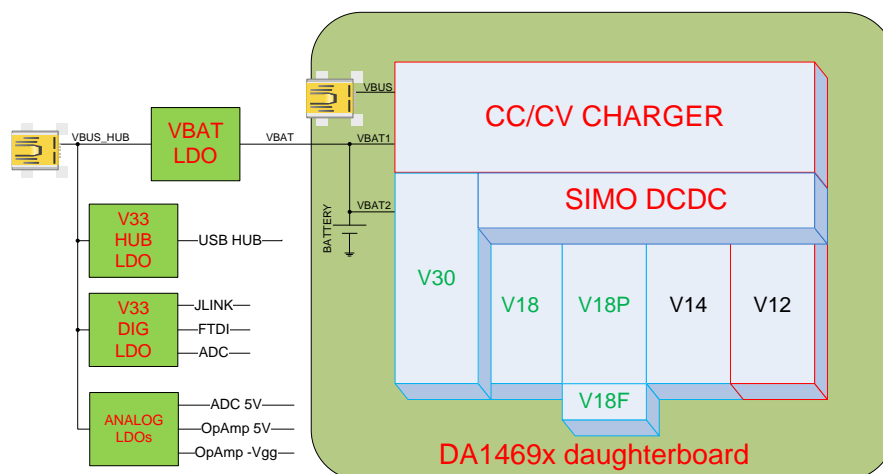 VBUS_HUB
VBAT
LDO
VBAT
VBUS
VBAT1
VBAT2
BATTERY
CC/CV CHARGER
SIMO DCDC
V30
V18
V18P
V14
V12
V18F
V33
HUB
LDO
USB HUB
V33
DIG
LDO
JLINK
FTDI
ADC
ANALOG
LDOs
ADC 5V
OpAmp 5V
OpAmp -Vgg
DA1469x daughterboard